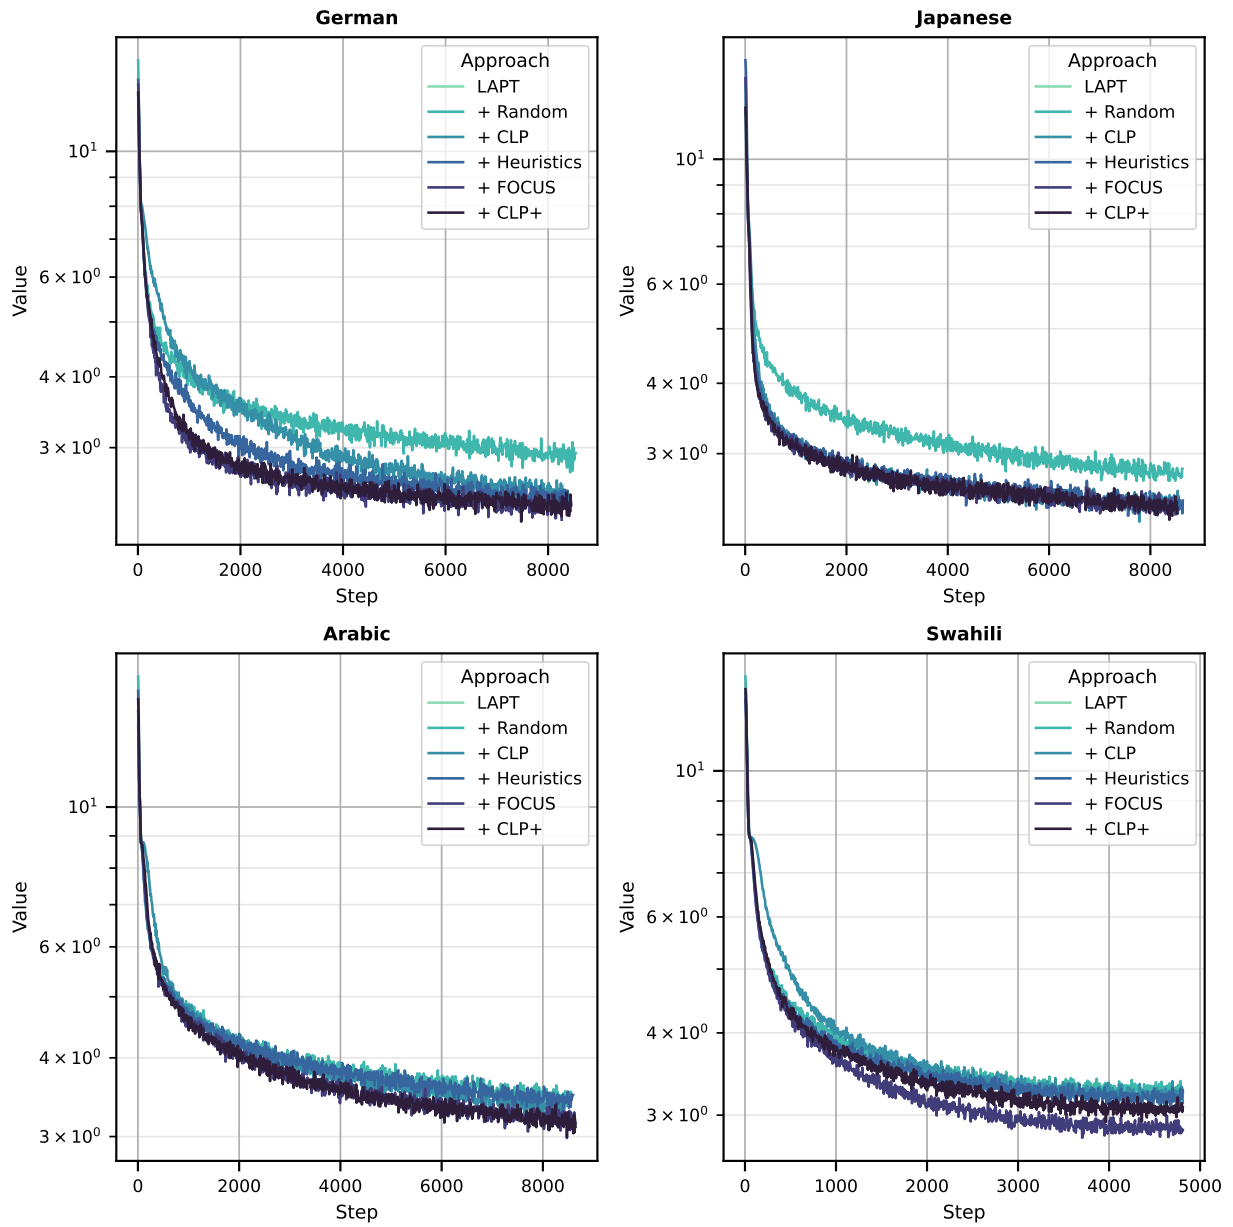 German
Value
10¹
6 × 10⁰
4 × 10⁰
3 × 10⁰
Approach
LAPT
+ Random
+ CLP
+ Heuristics
+ FOCUS
+ CLP+
0 2000 4000 6000 8000
Step
Japanese
Value
10¹
6 × 10⁰
4 × 10⁰
3 × 10⁰
Approach
LAPT
+ Random
+ CLP
+ Heuristics
+ FOCUS
+ CLP+
0 2000 4000 6000 8000
Step
Arabic
Value
10¹
6 × 10⁰
4 × 10⁰
3 × 10⁰
Approach
LAPT
+ Random
+ CLP
+ Heuristics
+ FOCUS
+ CLP+
0 2000 4000 6000 8000
Step
Swahili
Value
10¹
6 × 10⁰
4 × 10⁰
3 × 10⁰
Approach
LAPT
+ Random
+ CLP
+ Heuristics
+ FOCUS
+ CLP+
0 1000 2000 3000 4000 5000
Step